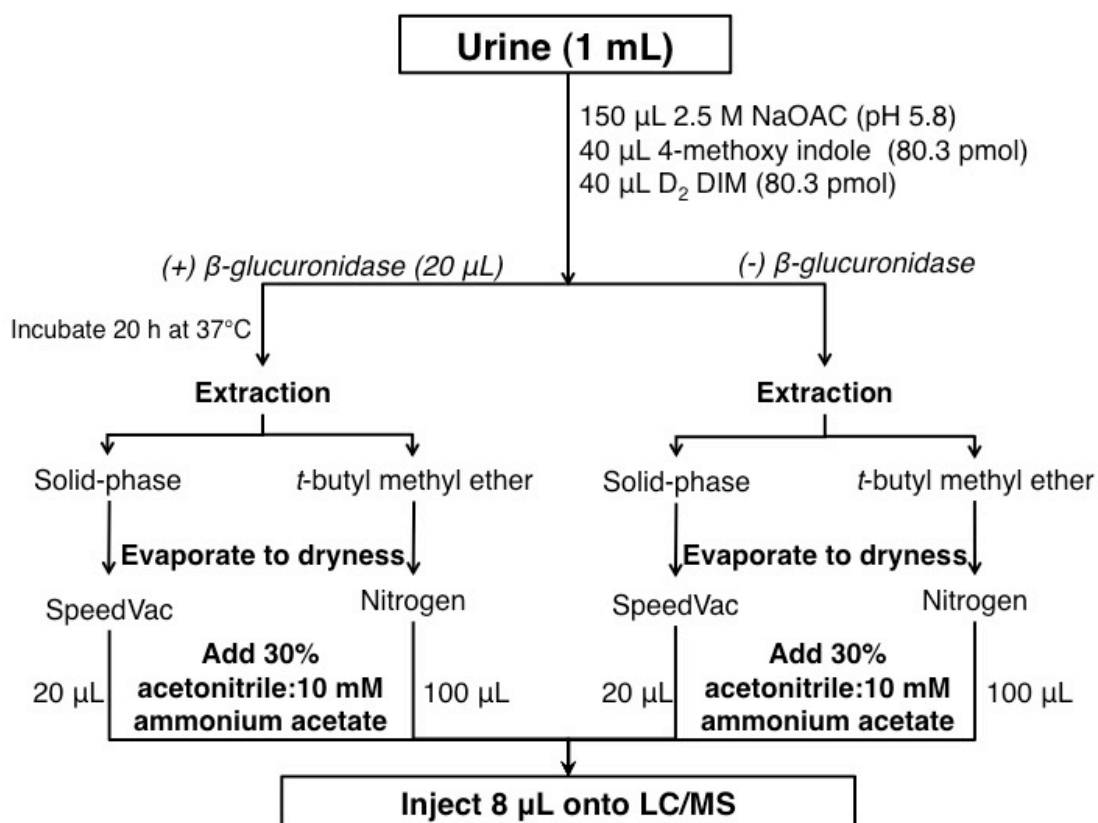 Urine (1 mL)
150 µL 2.5 M NaOAC (pH 5.8)
40 µL 4-methoxy indole (80.3 pmol)
40 µL D₂ DIM (80.3 pmol)
(+) β-glucuronidase (20 µL)
(-) β-glucuronidase
Incubate 20 h at 37°C
Extraction
Extraction
Solid-phase
t-butyl methyl ether
Solid-phase
t-butyl methyl ether
Evaporate to dryness
Evaporate to dryness
SpeedVac
Nitrogen
SpeedVac
Nitrogen
20 µL
Add 30%
acetonitrile:10 mM
ammonium acetate
100 µL
20 µL
Add 30%
acetonitrile:10 mM
ammonium acetate
100 µL
Inject 8 µL onto LC/MS